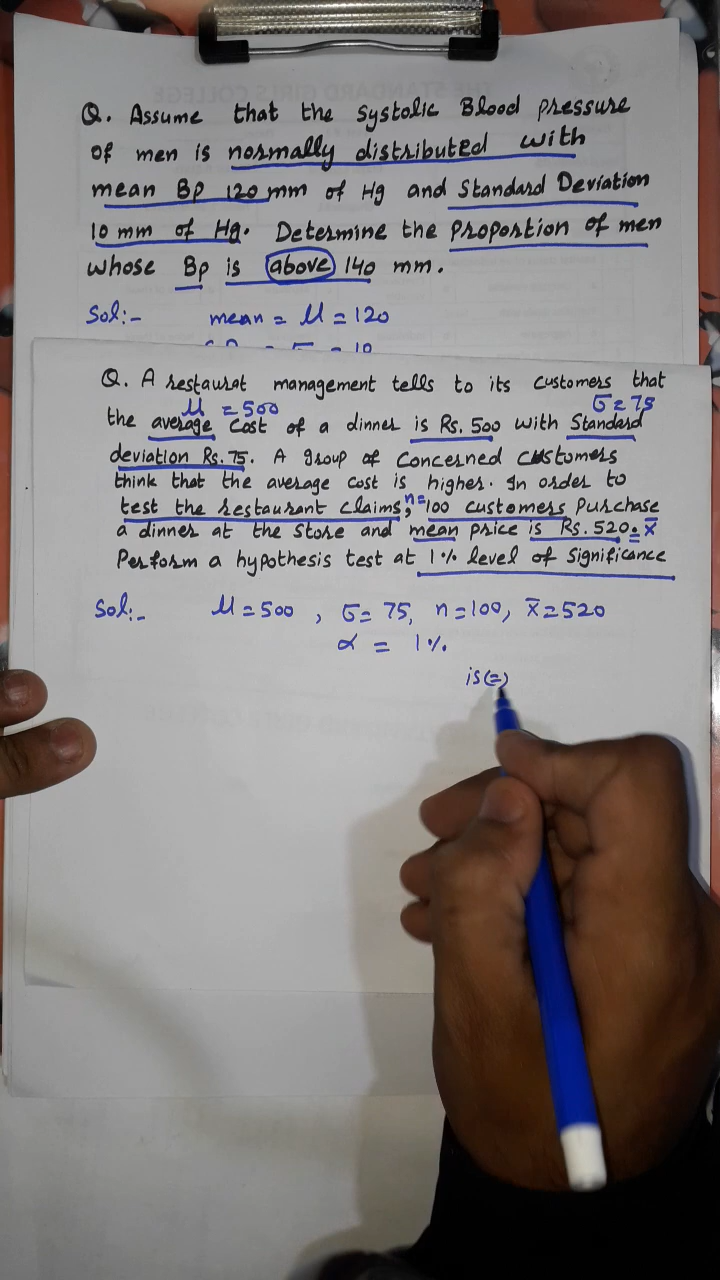 Q. Assume that the Systolic Blood pressure
of men is normally distributed with
mean Bp 120 mm of Hg and Standard Deviation
10 mm of Hg. Determine the proportion of men
whose Bp is above 140 mm.
Sol:- mean = μ = 120
Q. A restaurat management tells to its customers that
μ = 500 σ = 75
the average cost of a dinner is Rs. 500 with Standard
deviation Rs. 75. A group of concerned customers
think that the average cost is higher. In order to
test the restaurant claims, n= 100 customers purchase
a dinner at the store and mean price is Rs. 520. = x̄
Perform a hypothesis test at 1% level of significance
Sol:- μ = 500 , σ = 75, n = 100, x̄ = 520
α = 1%
is (=)